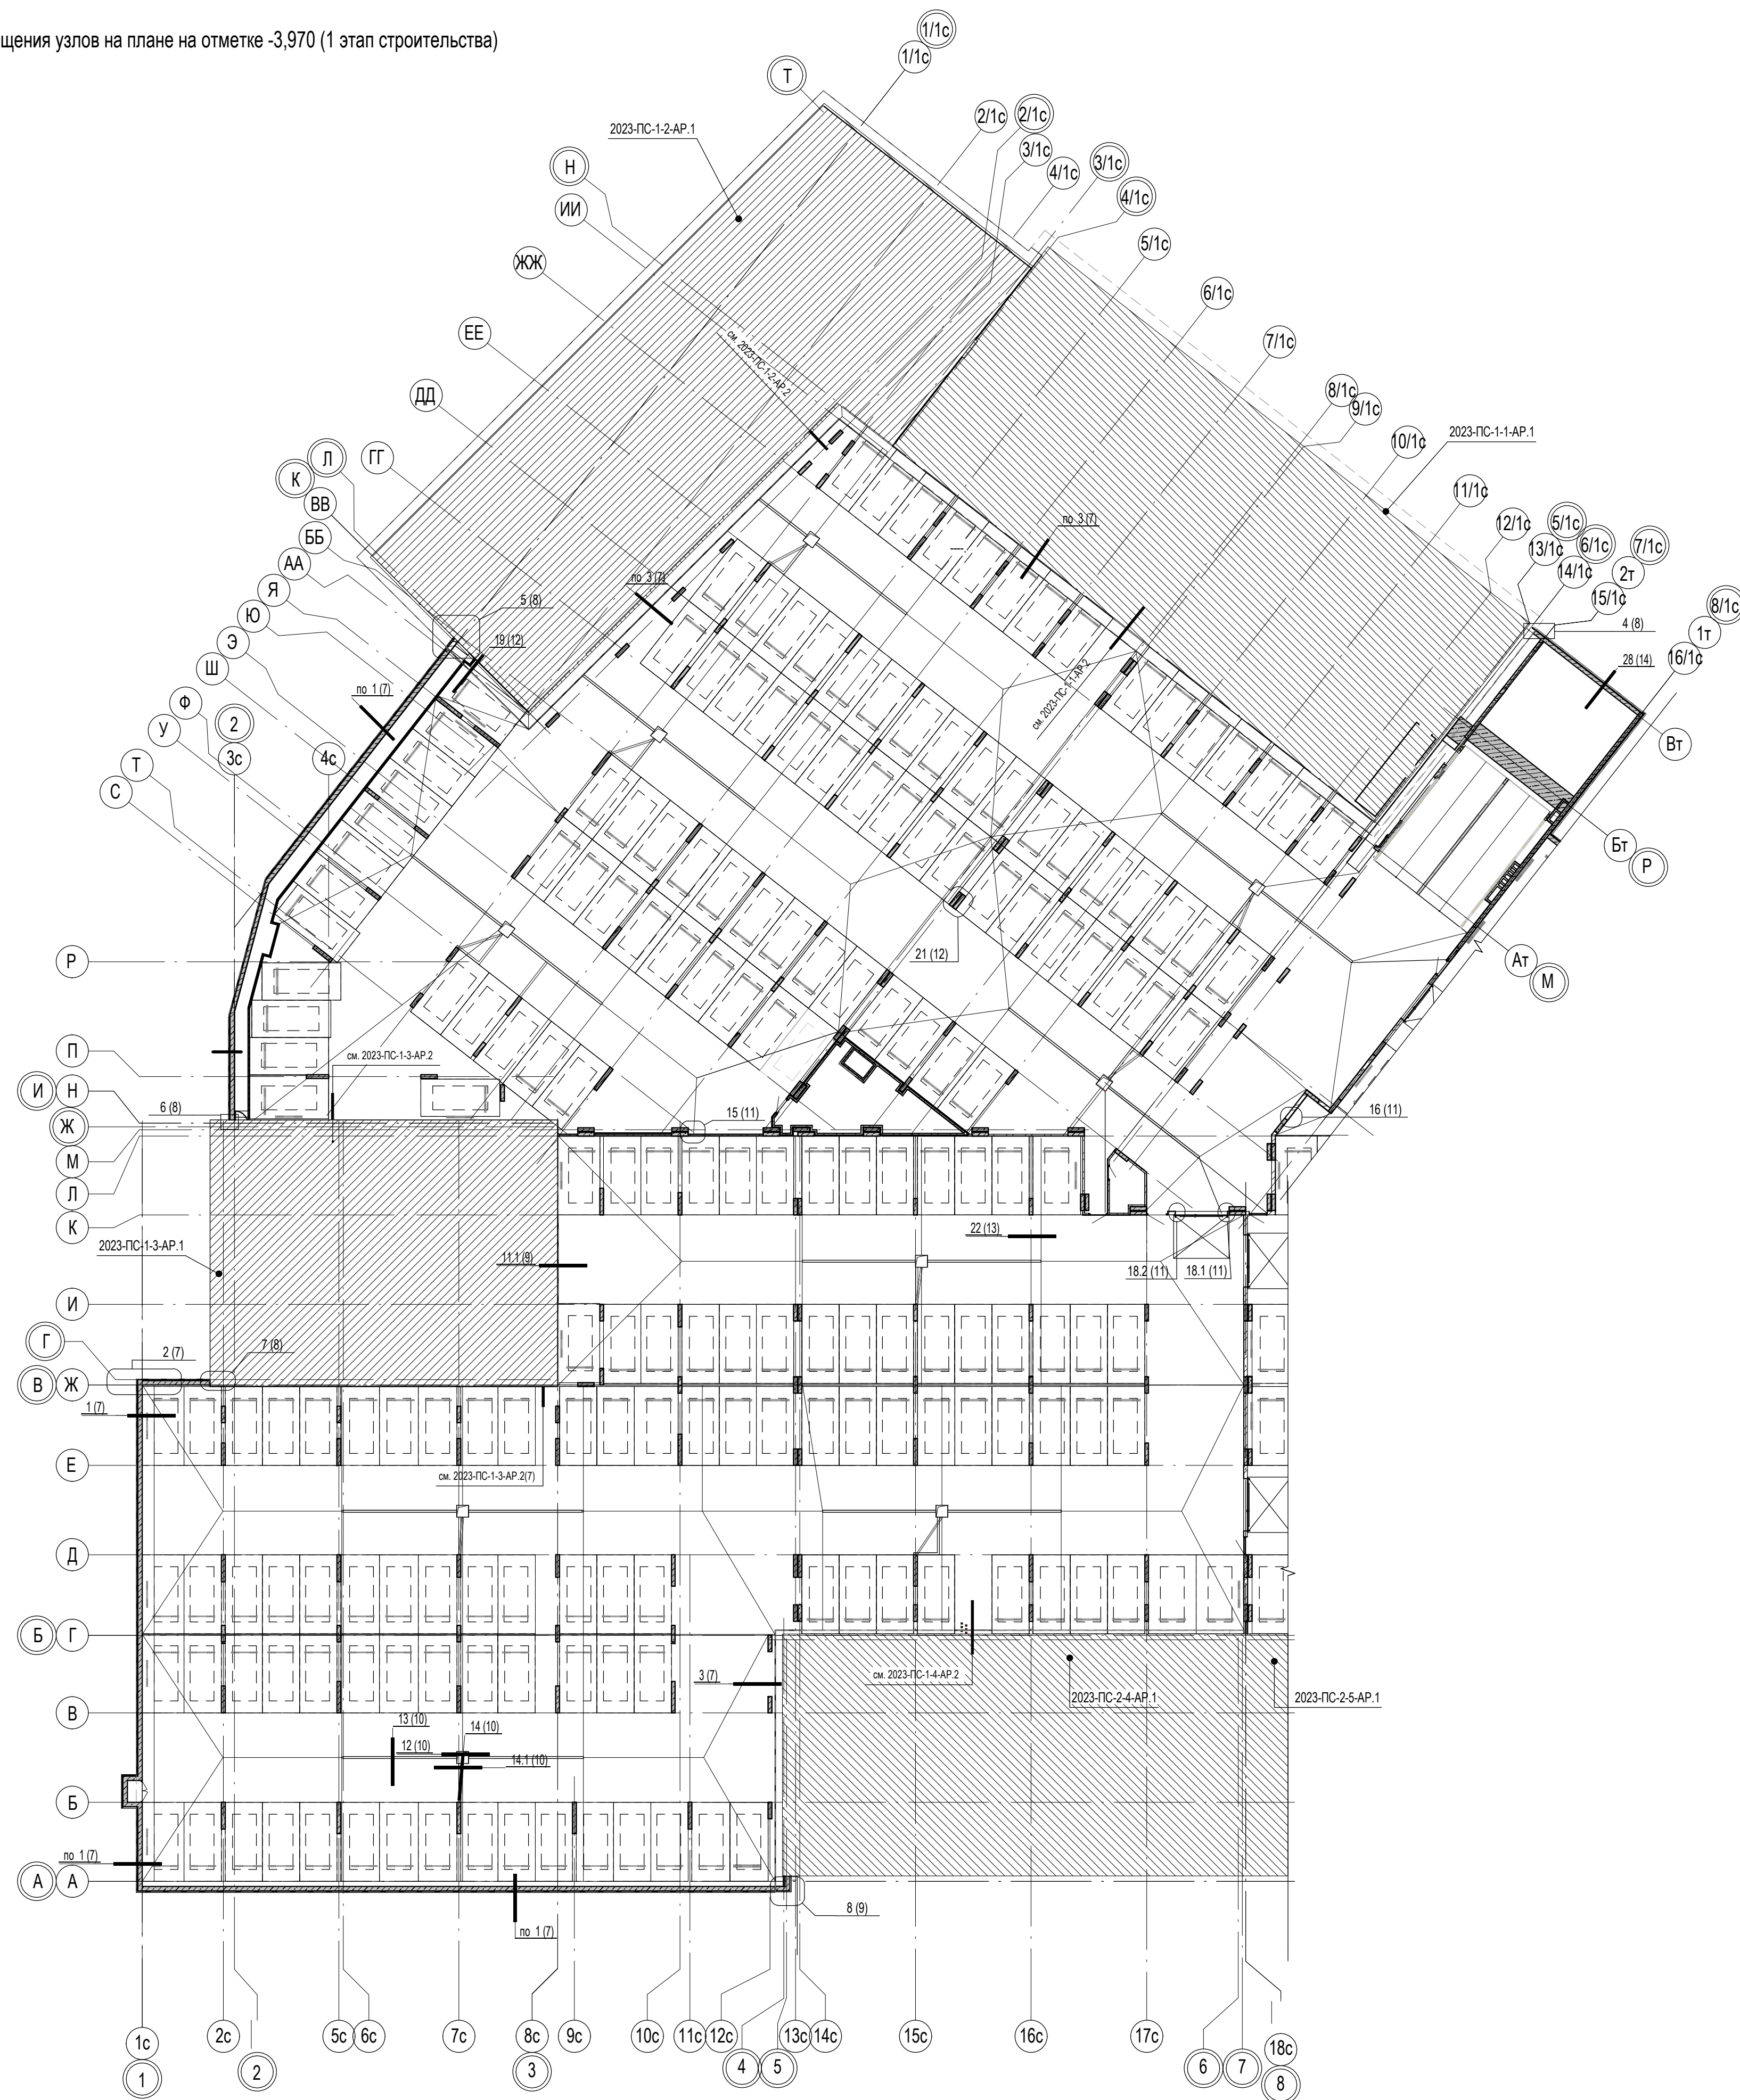 щения узлов на плане на отметке -3,970 (1 этап строительства)
1/1с
1/1с
Т
2023-ПС-1-2-АР.1
2/1с
2/1с
3/1с
4/1с
3/1с
4/1с
Н
ИИ
5/1с
ЖЖ
6/1с
ЕЕ
7/1с
см. 2023-ПС-1-2-АР.2
ДД
8/1с
9/1с
10/1с
2023-ПС-1-1-АР.1
Л
ГГ
К
ВВ
11/1с
ББ
12/1с
5/1с
13/1с
6/1с
7/1с
АА
14/1с
2т
15/1с
8/1с
по 3 (7)
по 3 (7)
Я
5 (8)
Ю
4 (8)
1т
19 (12)
Э
16/1с
28 (14)
Ш
по 1 (7)
см. 2023-ПС-1-1-АР.2
Ф
2
У
3с
4с
Вт
Т
С
Бт
Р
21 (12)
Р
Ат
М
П
см. 2023-ПС-1-3-АР.2
И
Н
6 (8)
15 (11)
16 (11)
Ж
М
Л
К
22 (13)
2023-ПС-1-3-АР.1
11.1 (9)
18.2 (11)
18.1 (11)
И
Г
2 (7)
7 (8)
В
Ж
1 (7)
Е
см. 2023-ПС-1-3-АР.2(7)
Д
Б
Г
3 (7)
см. 2023-ПС-1-4-АР.2
2023-ПС-2-4-АР.1
2023-ПС-2-5-АР.1
В
13 (10)
14 (10)
12 (10)
14.1 (10)
Б
по 1 (7)
А
А
8 (9)
по 1 (7)
1с
2с
5с
6с
7с
8с
9с
10с
11с
12с
13с
14с
15с
16с
17с
18с
1
2
3
4
5
6
7
8